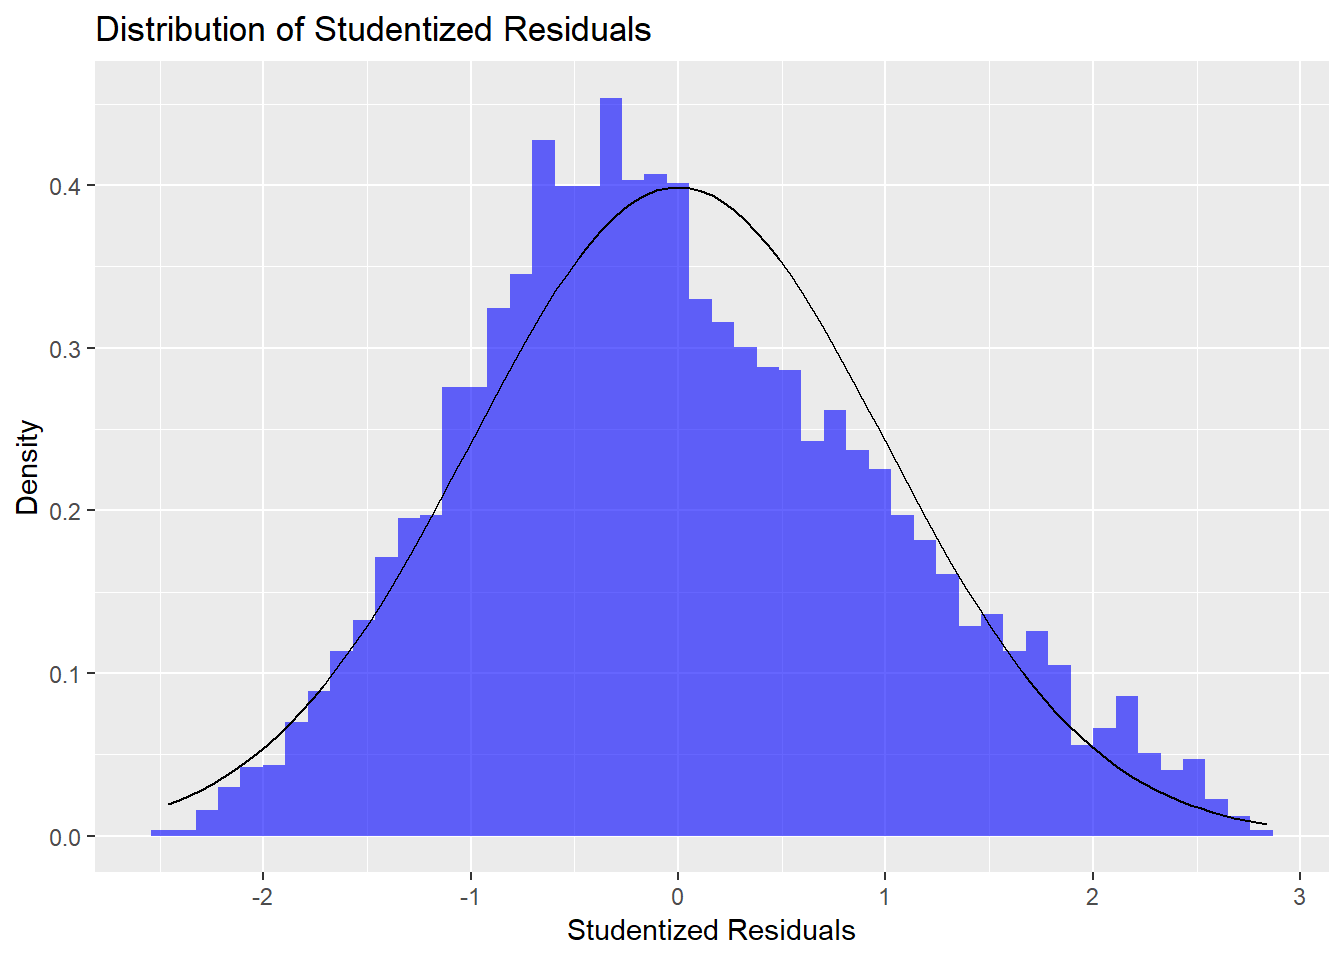 Distribution of Studentized Residuals
Density
0.4
0.3
0.2
0.1
0.0
-2 -1 0 1 2 3
Studentized Residuals